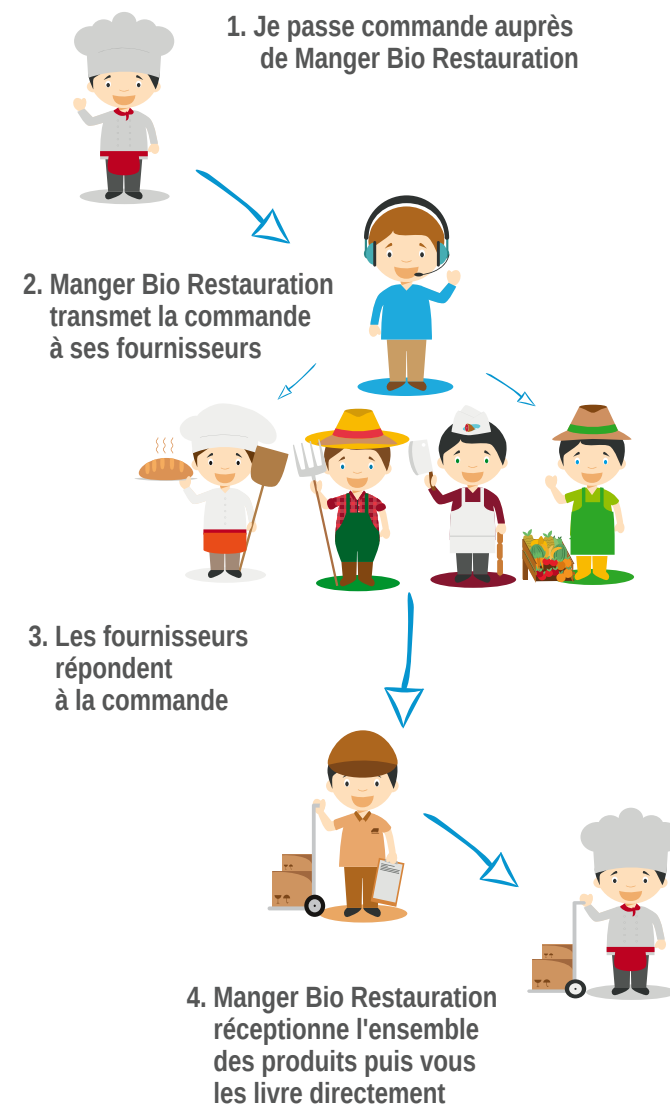 1. Je passe commande auprès
de Manger Bio Restauration
2. Manger Bio Restauration
transmet la commande
à ses fournisseurs
3. Les fournisseurs
répondent
à la commande
4. Manger Bio Restauration
réceptionne l'ensemble
des produits puis vous
les livre directement